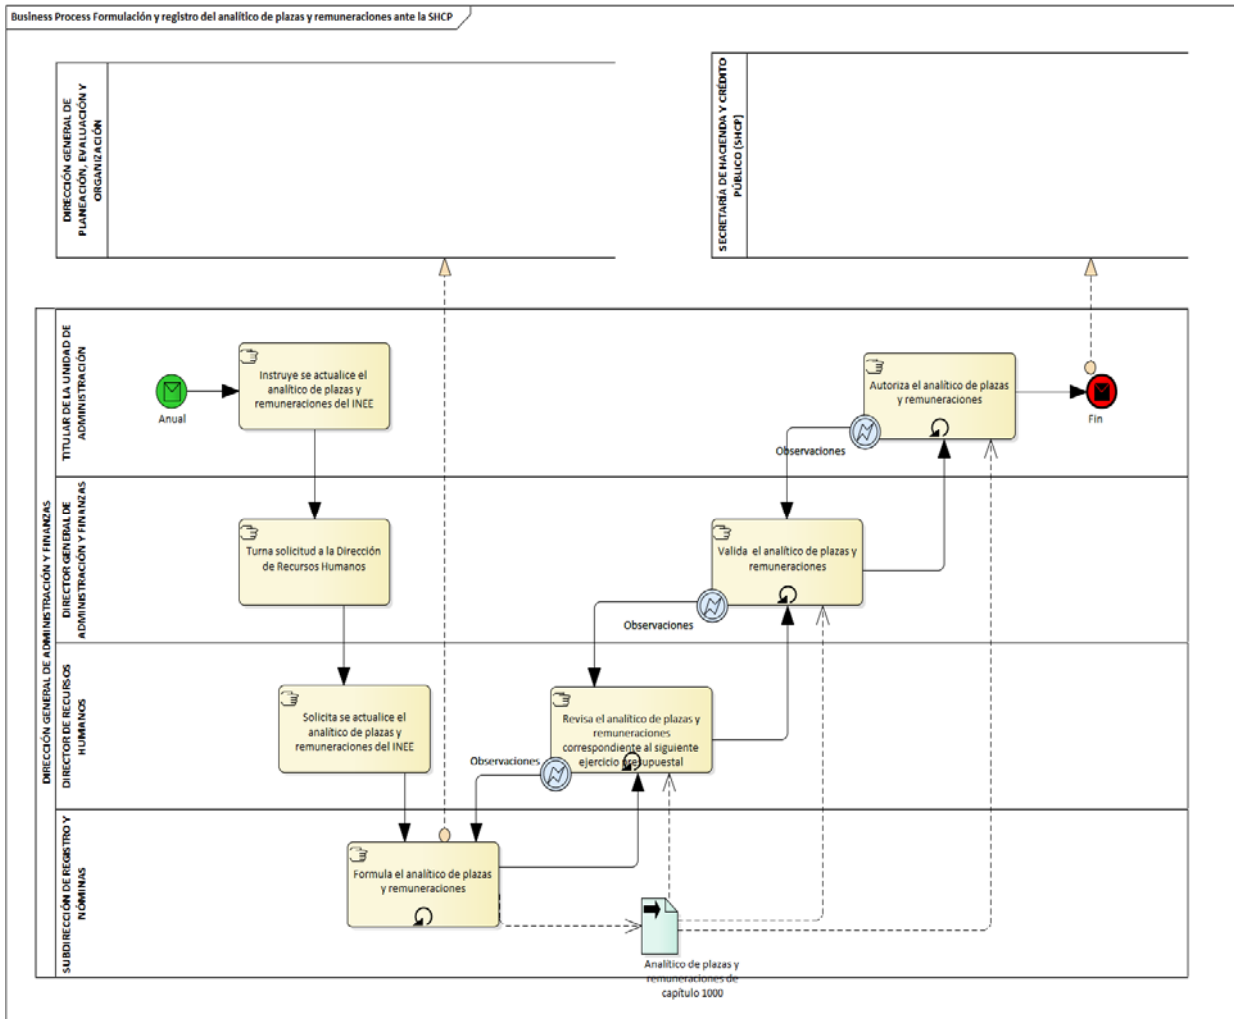 Business Process Formulación y registro del analítico de plazas y remuneraciones ante la SHCP
DIRECCIÓN GENERAL DE
PLANEACIÓN, EVALUACIÓN Y
ORGANIZACIÓN
SECRETARÍA DE HACIENDA Y CRÉDITO
PÚBLICO (SHCP)
DIRECCIÓN GENERAL DE ADMINISTRACIÓN Y FINANZAS
TITULAR DE LA UNIDAD DE
ADMINISTRACIÓN
Anual
Instruye se actualice el
analítico de plazas y
remuneraciones del INEE
Autoriza el analítico de plazas
y remuneraciones
Observaciones
Fin
DIRECTOR GENERAL DE
ADMINISTRACIÓN Y FINANZAS
Turna solicitud a la Dirección
de Recursos Humanos
Valida el analítico de plazas y
remuneraciones
Observaciones
DIRECTOR DE RECURSOS
HUMANOS
Solicita se actualice el
analítico de plazas y
remuneraciones del INEE
Revisa el analítico de plazas y
remuneraciones
correspondiente al siguiente
ejercicio presupuestal
Observaciones
SUBDIRECCIÓN DE REGISTRO Y
NÓMINAS
Formula el analítico de plazas
y remuneraciones
Analítico de plazas y
remuneraciones de
capítulo 1000